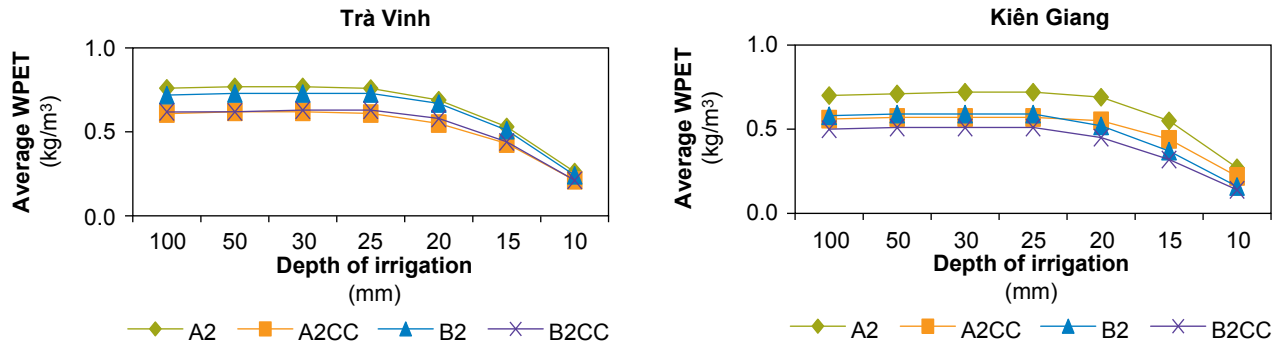 Trà Vinh
Average WPET
(kg/m³)
1.0
0.5
0.0
100 50 30 25 20 15 10
Depth of irrigation
(mm)
A2 A2CC B2 B2CC
Kiên Giang
Average WPET
(kg/m³)
1.0
0.5
0.0
100 50 30 25 20 15 10
Depth of irrigation
(mm)
A2 A2CC B2 B2CC